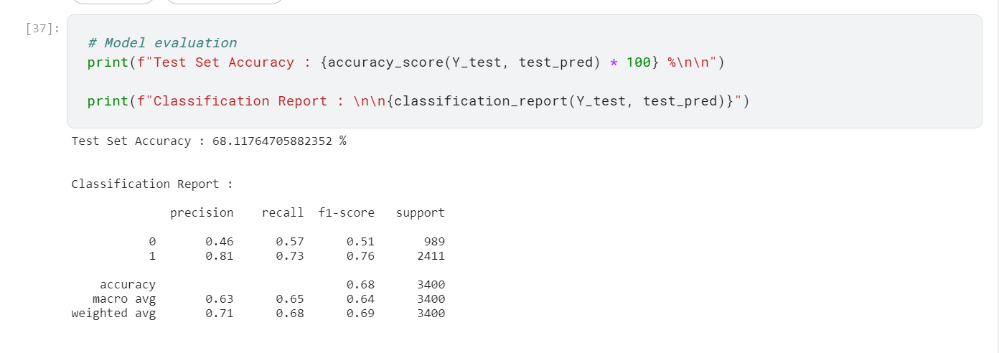 [37]:
# Model evaluation
print(f"Test Set Accuracy : {accuracy_score(Y_test, test_pred) * 100} %\n\n")
print(f"Classification Report : \n\n{classification_report(Y_test, test_pred)}")
Test Set Accuracy : 68.11764705882352 %
Classification Report :
precision recall f1-score support
0 0.46 0.57 0.51 989
1 0.81 0.73 0.76 2411
accuracy 0.68 3400
macro avg 0.63 0.65 0.64 3400
weighted avg 0.71 0.68 0.69 3400